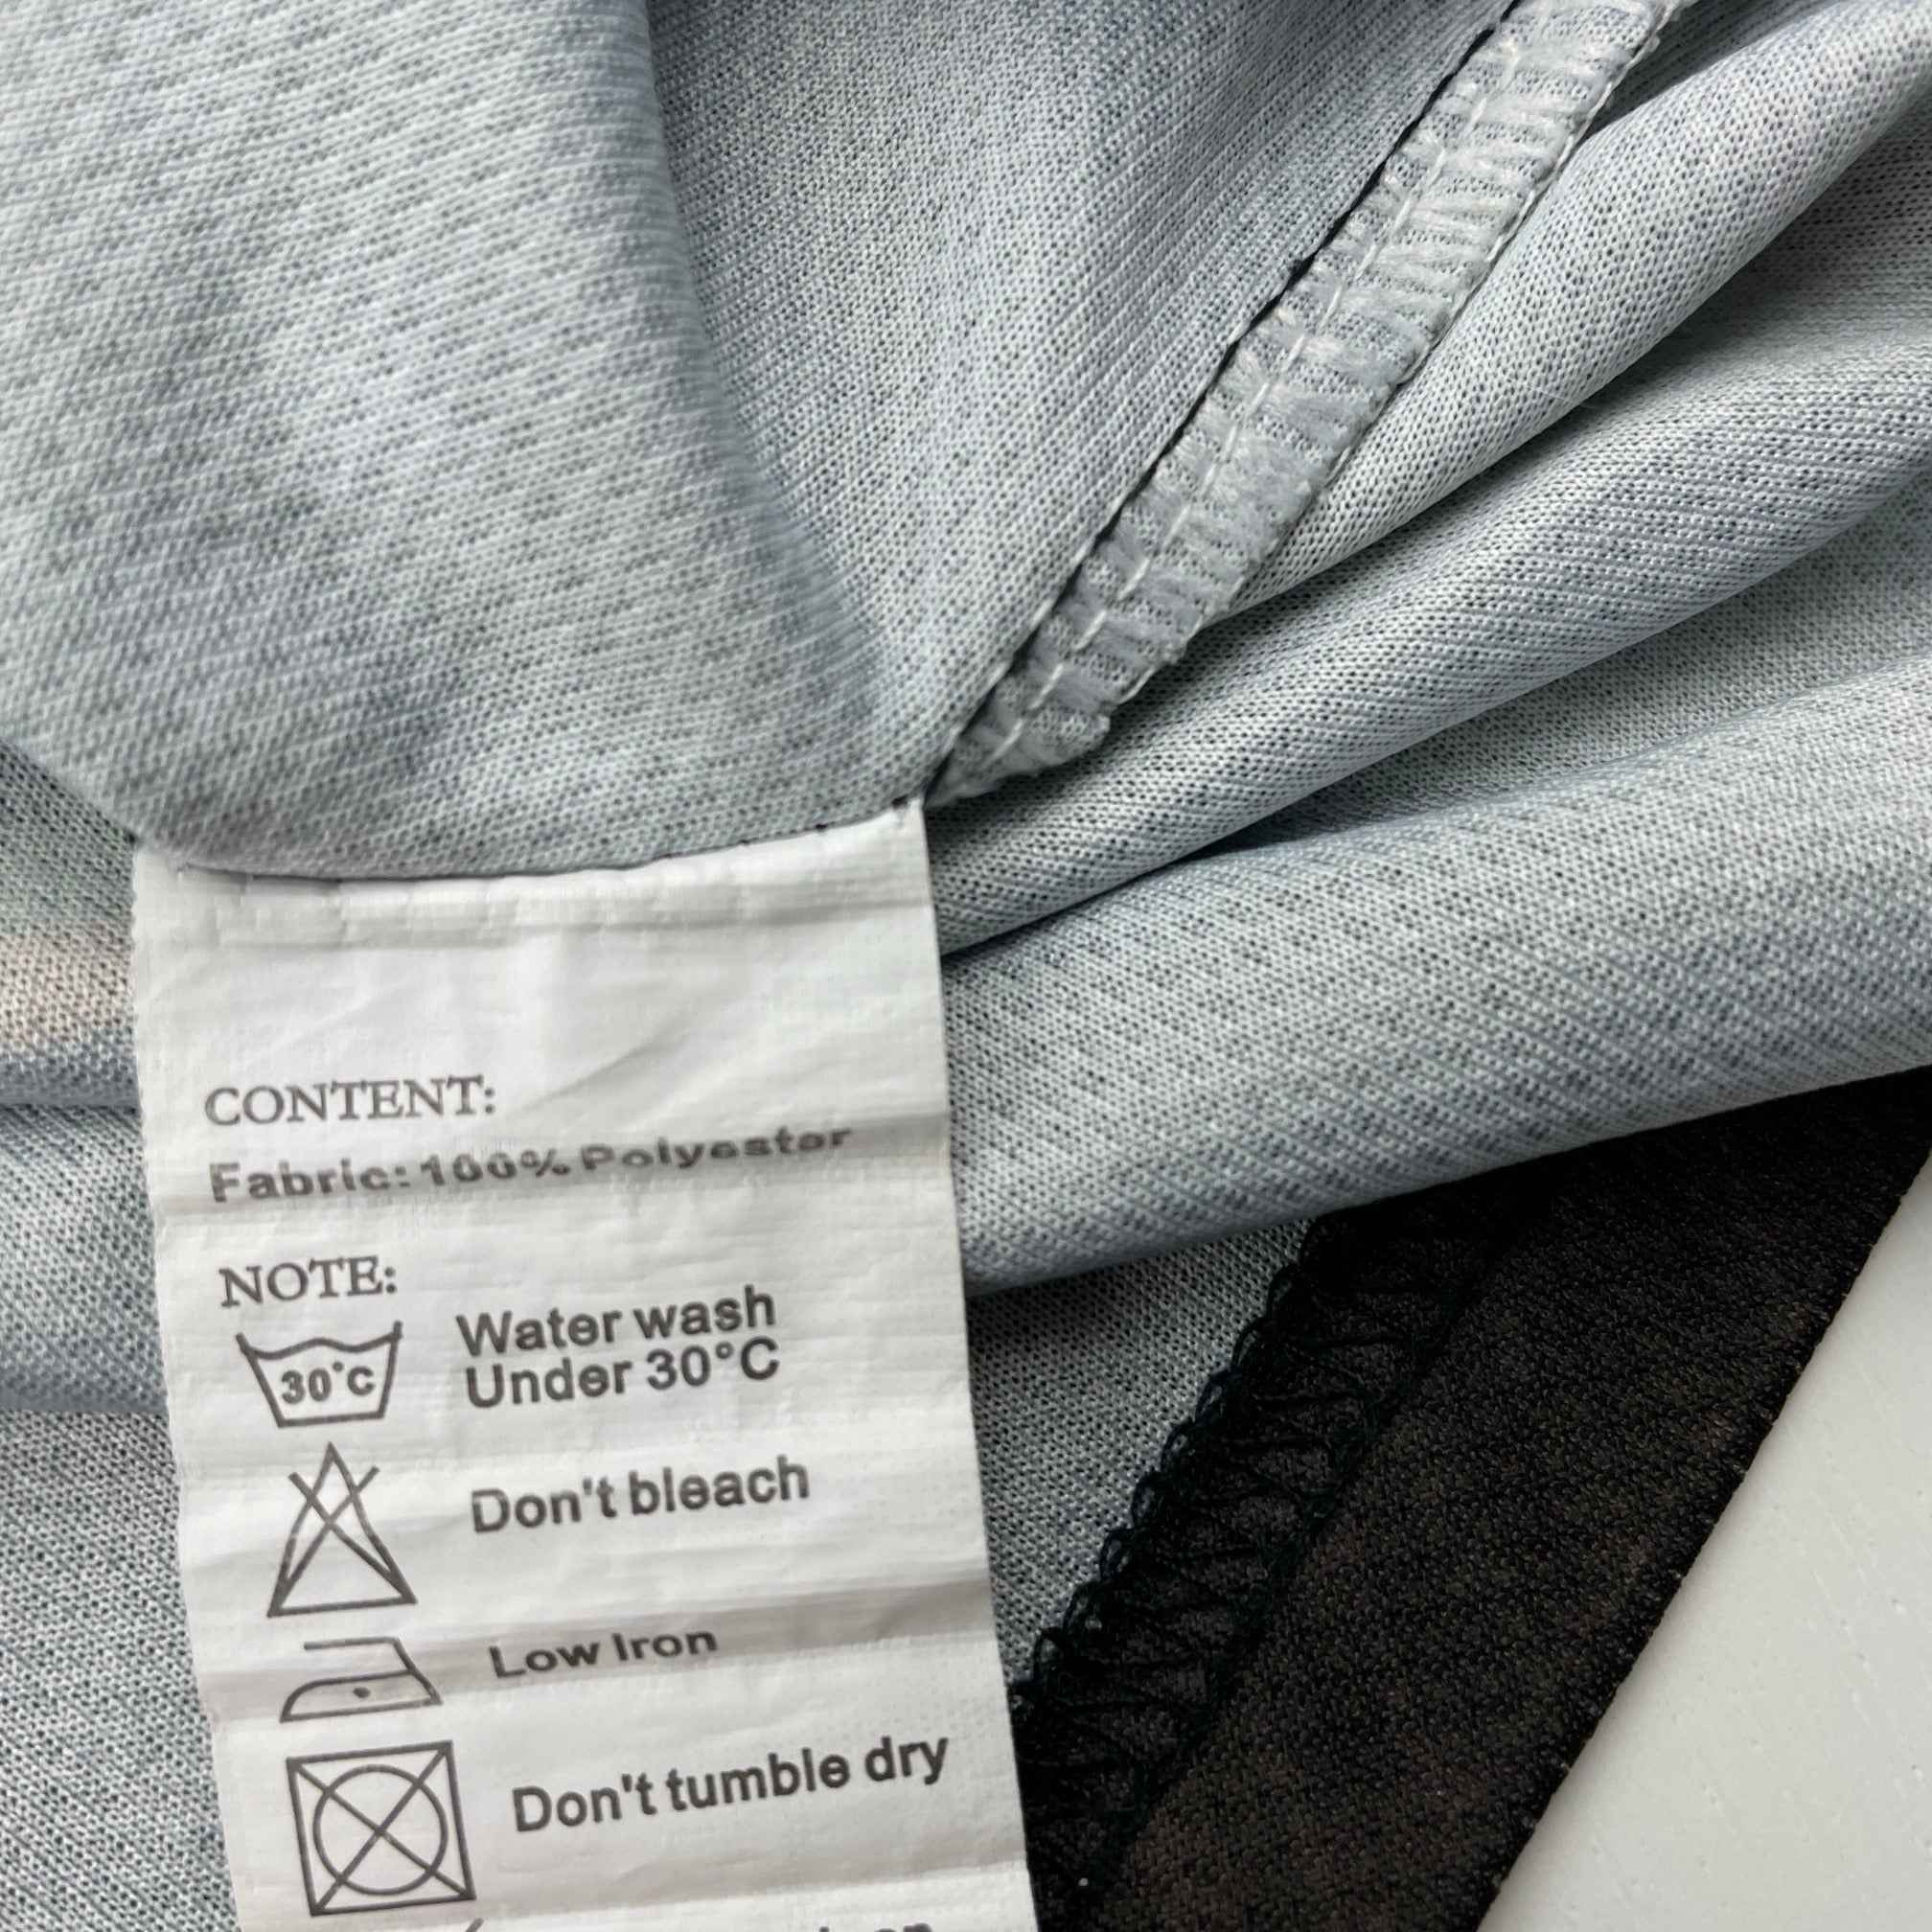 CONTENT:
Fabric: 100% Polyester
NOTE:
30°C
Water wash
Under 30°C
Don't bleach
Low Iron
Don't tumble dry